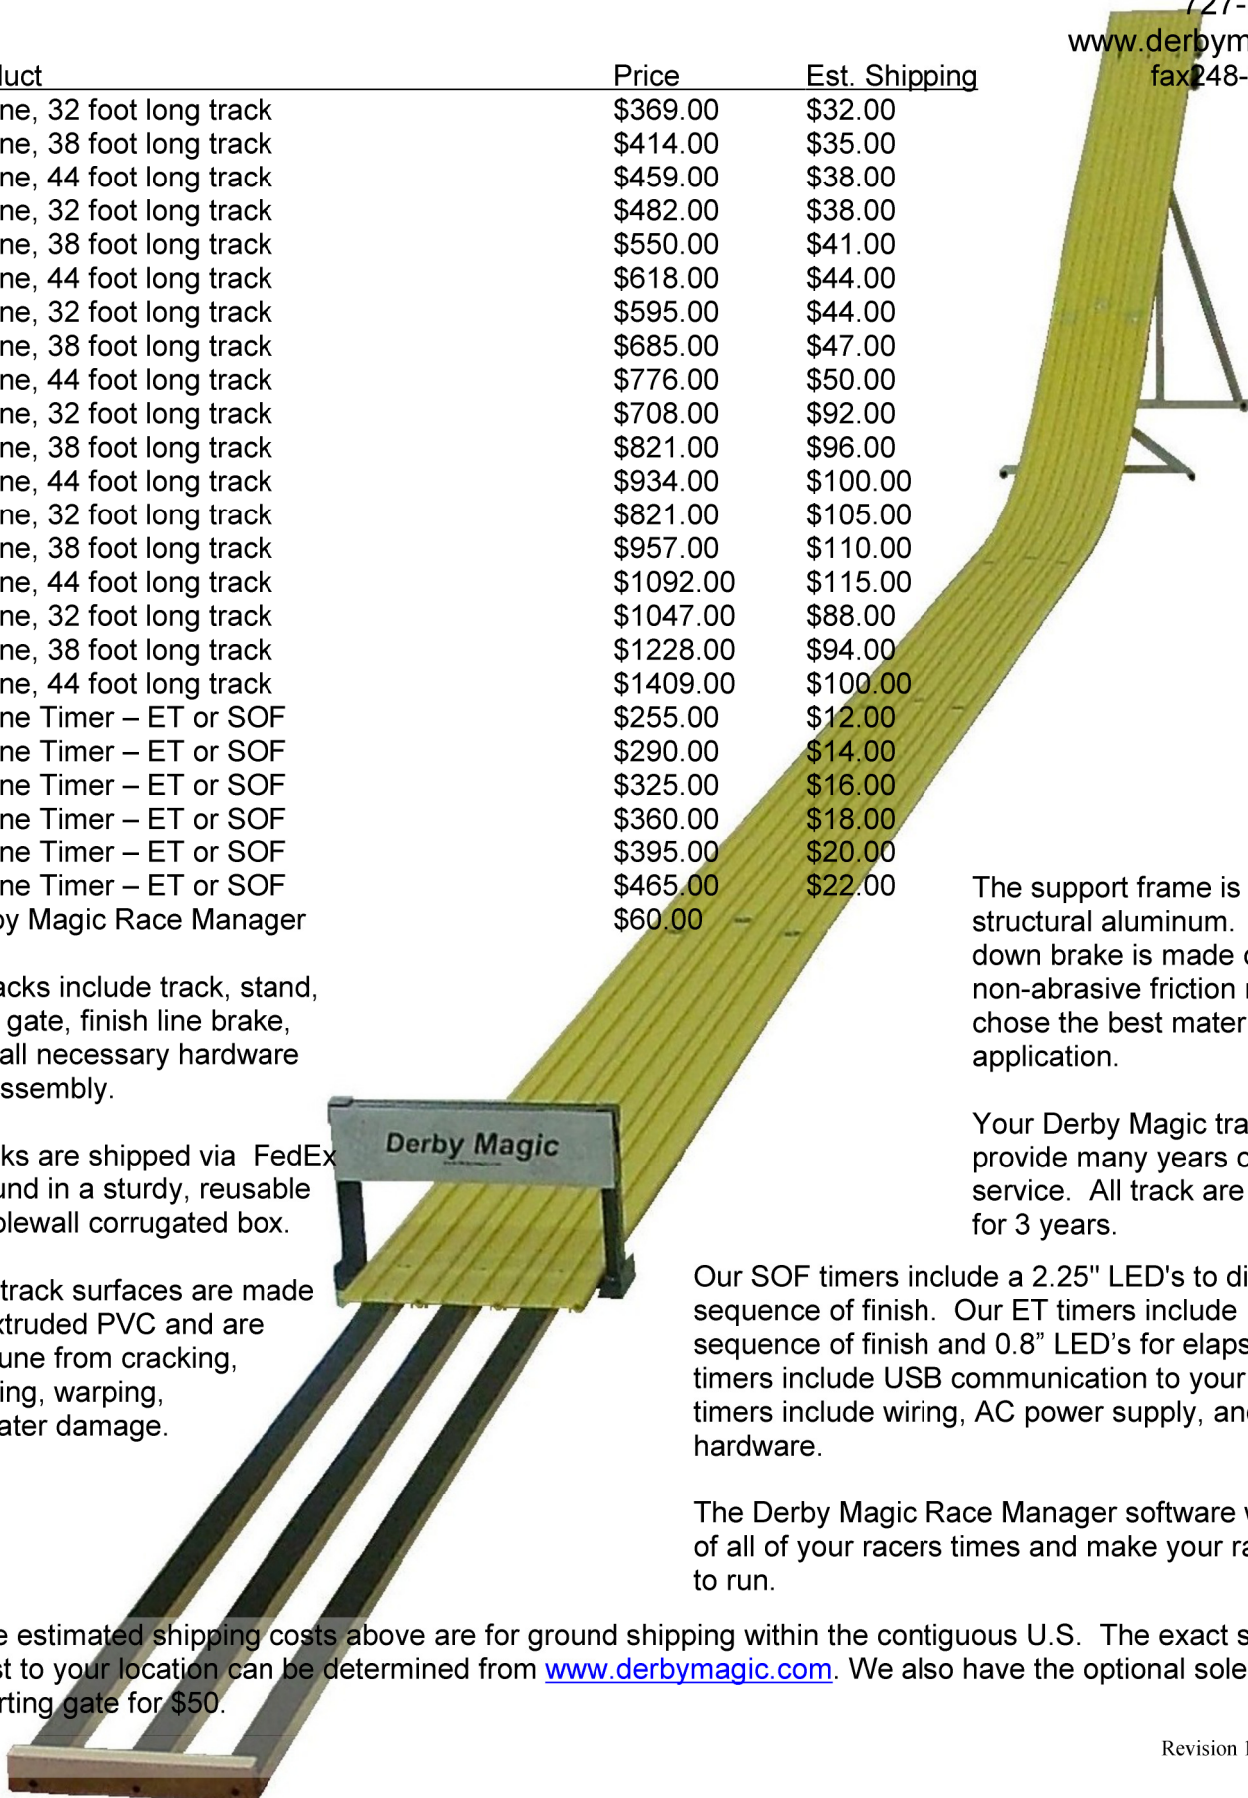 727-
www.derbym
duct Price Est. Shipping
fax248-
ne, 32 foot long track $369.00 $32.00
ne, 38 foot long track $414.00 $35.00
ne, 44 foot long track $459.00 $38.00
ne, 32 foot long track $482.00 $38.00
ne, 38 foot long track $550.00 $41.00
ne, 44 foot long track $618.00 $44.00
ne, 32 foot long track $595.00 $44.00
ne, 38 foot long track $685.00 $47.00
ne, 44 foot long track $776.00 $50.00
ne, 32 foot long track $708.00 $92.00
ne, 38 foot long track $821.00 $96.00
ne, 44 foot long track $934.00 $100.00
ne, 32 foot long track $821.00 $105.00
ne, 38 foot long track $957.00 $110.00
ne, 44 foot long track $1092.00 $115.00
ne, 32 foot long track $1047.00 $88.00
ne, 38 foot long track $1228.00 $94.00
ne, 44 foot long track $1409.00 $100.00
ne Timer – ET or SOF $255.00 $12.00
ne Timer – ET or SOF $290.00 $14.00
ne Timer – ET or SOF $325.00 $16.00
ne Timer – ET or SOF $360.00 $18.00
ne Timer – ET or SOF $395.00 $20.00
ne Timer – ET or SOF $465.00 $22.00
by Magic Race Manager $60.00
acks include track, stand,
gate, finish line brake,
all necessary hardware
ssembly.
ks are shipped via FedEx
und in a sturdy, reusable
blewall corrugated box.
track surfaces are made
xtruded PVC and are
une from cracking,
ing, warping,
ater damage.
Derby Magic
The support frame is
structural aluminum.
down brake is made o
non-abrasive friction m
chose the best mater
application.
Your Derby Magic tra
provide many years o
service. All track are
for 3 years.
Our SOF timers include a 2.25" LED's to di
sequence of finish. Our ET timers include
sequence of finish and 0.8” LED’s for elaps
timers include USB communication to your
timers include wiring, AC power supply, and
hardware.
The Derby Magic Race Manager software w
of all of your racers times and make your ra
to run.
e estimated shipping costs above are for ground shipping within the contiguous U.S. The exact s
st to your location can be determined from www.derbymagic.com. We also have the optional sole
rting gate for $50.
Revision 1